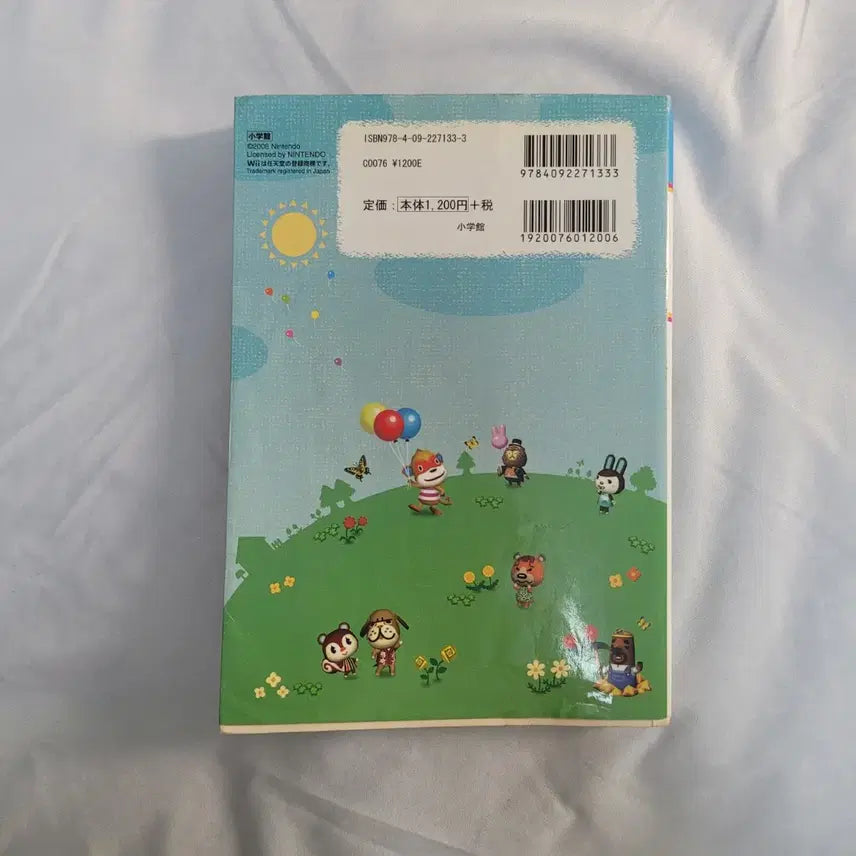 小学館
©2008 Nintendo
Licensed by NINTENDO
Wiiは任天堂の登録商標です。
Trademark registered in Japan
ISBN978-4-09-227133-3
C0076 ¥1200E
定価:本体1,200円+税
小学館
9784092271333
1920076012006